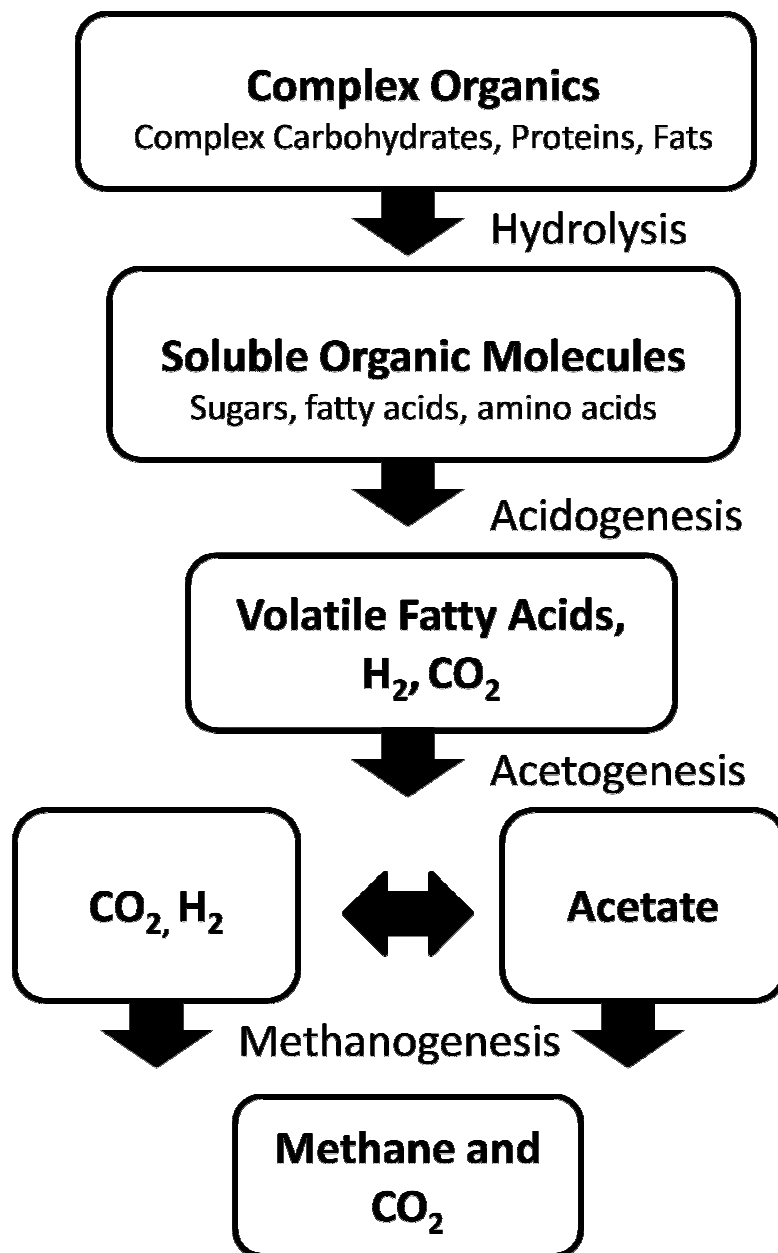 Complex Organics
Complex Carbohydrates, Proteins, Fats
Hydrolysis
Soluble Organic Molecules
Sugars, fatty acids, amino acids
Acidogenesis
Volatile Fatty Acids,
H₂, CO₂
Acetogenesis
CO₂, H₂
Acetate
Methanogenesis
Methane and
CO₂